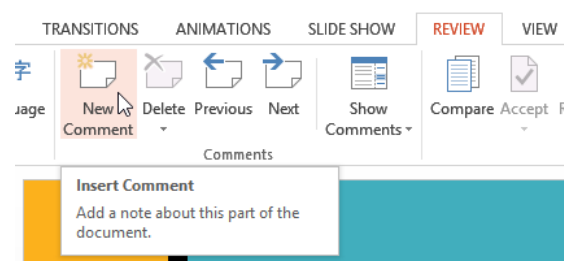 TRANSITIONS ANIMATIONS SLIDE SHOW REVIEW VIEW
字
New Delete Previous Next Show Compare Accept
Comment Comments
Comments
Insert Comment
Add a note about this part of the
document.